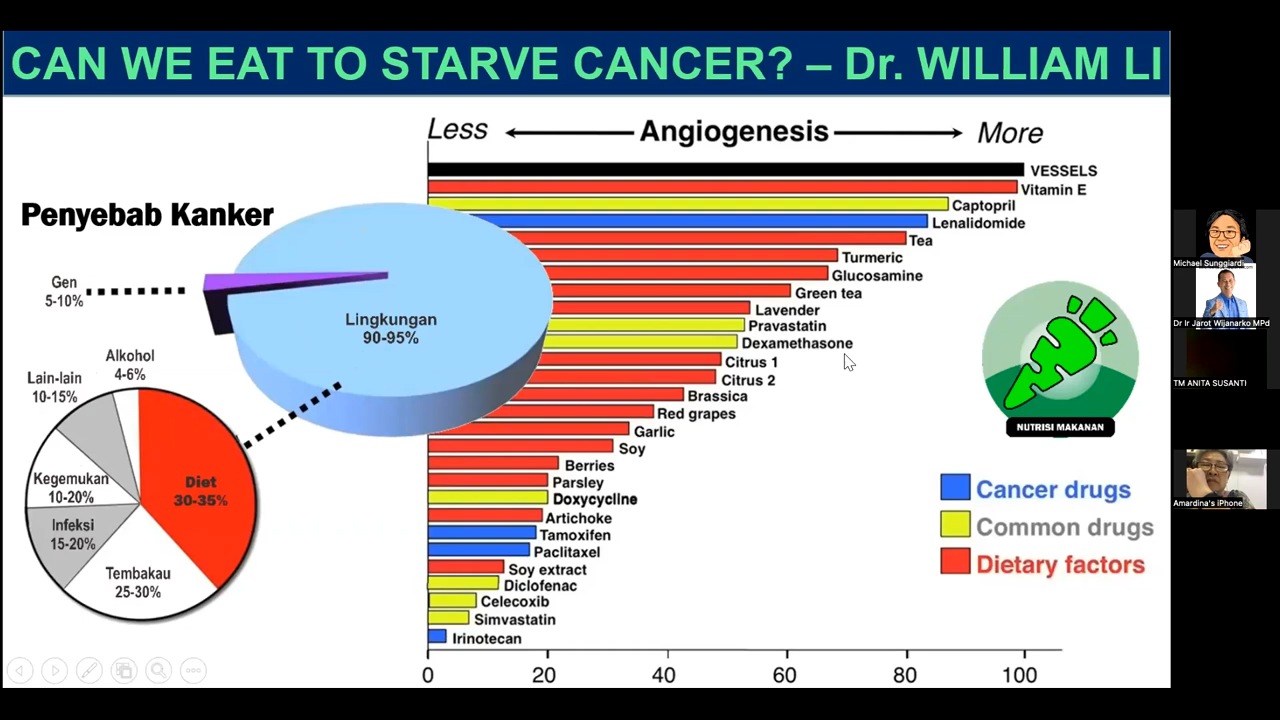 CAN WE EAT TO STARVE CANCER? – Dr. WILLIAM LI
Less
Angiogenesis
More
Penyebab Kanker
Gen
5-10%
Lingkungan
90-95%
Alkohol
4-6%
Lain-lain
10-15%
Kegemukan
10-20%
Infeksi
15-20%
Tembakau
25-30%
Diet
30-35%
VESSELS
Vitamin E
Captopril
Lenalidomide
Tea
Turmeric
Glucosamine
Green tea
Lavender
Pravastatin
Dexamethasone
Citrus 1
Citrus 2
Brassica
Red grapes
Garlic
Soy
Berries
Parsley
Doxycycline
Artichoke
Tamoxifen
Paclitaxel
Soy extract
Diclofenac
Celecoxib
Simvastatin
Irinotecan
0 20 40 60 80 100
NUTRISI MAKANAN
Cancer drugs
Common drugs
Dietary factors
Michael Sunggiardi
Dr Ir Jarot Wijanarko MPd
TM ANITA SUSANTI
Amardina's iPhone